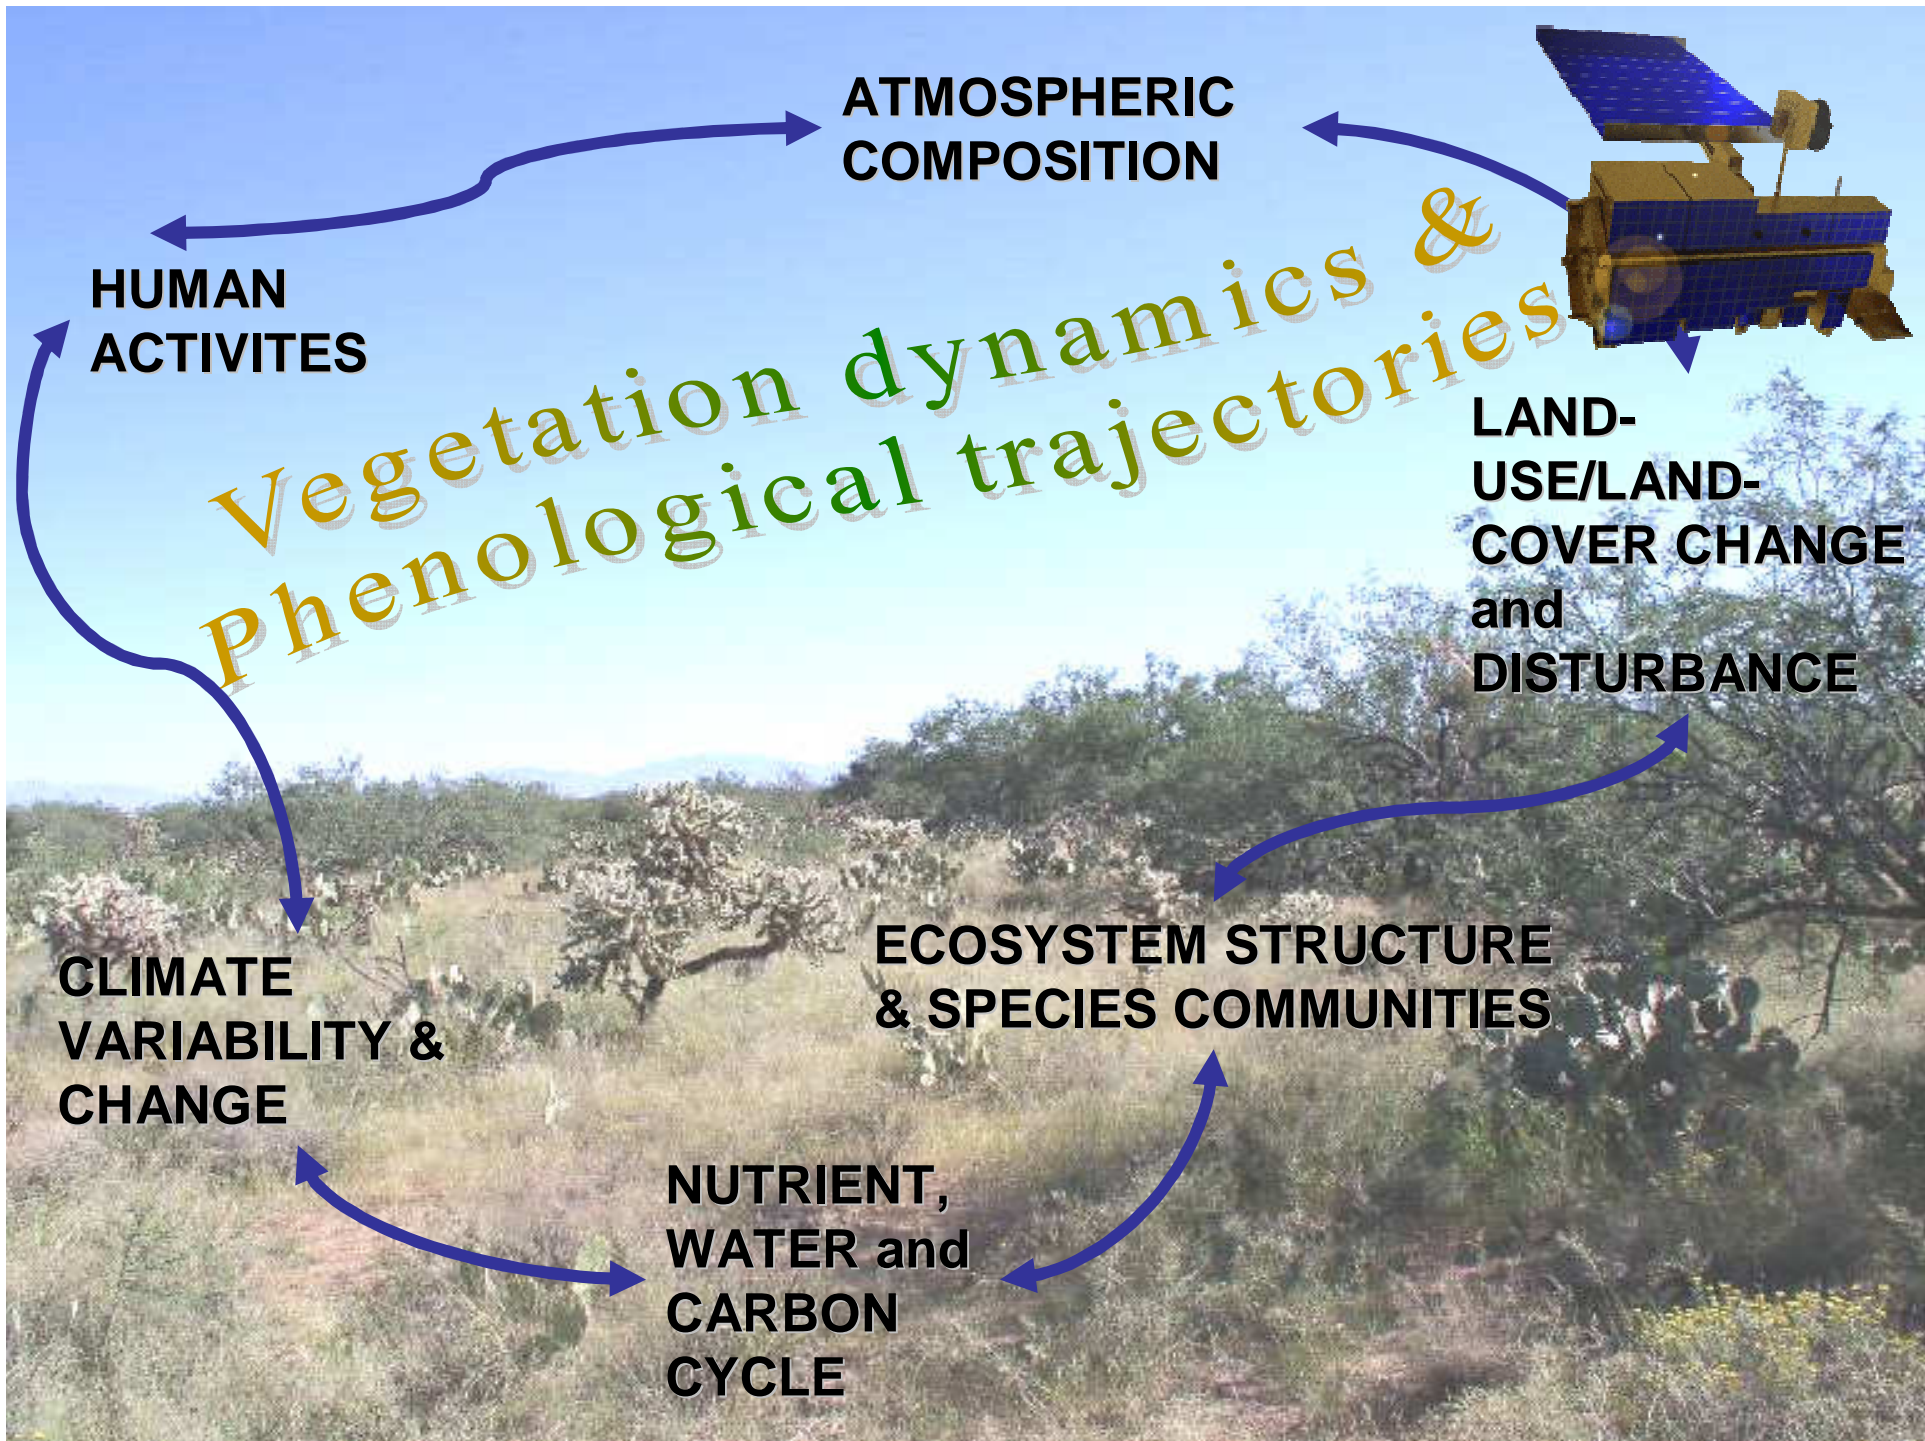 ATMOSPHERIC
COMPOSITION
HUMAN
ACTIVITES
Vegetation dynamics &
Phenological trajectories
LAND-
USE/LAND-
COVER CHANGE
and
DISTURBANCE
ECOSYSTEM STRUCTURE
& SPECIES COMMUNITIES
CLIMATE
VARIABILITY &
CHANGE
NUTRIENT,
WATER and
CARBON
CYCLE